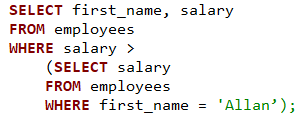 SELECT first_name, salary
FROM employees
WHERE salary >
(SELECT salary
FROM employees
WHERE first_name = 'Allan’);